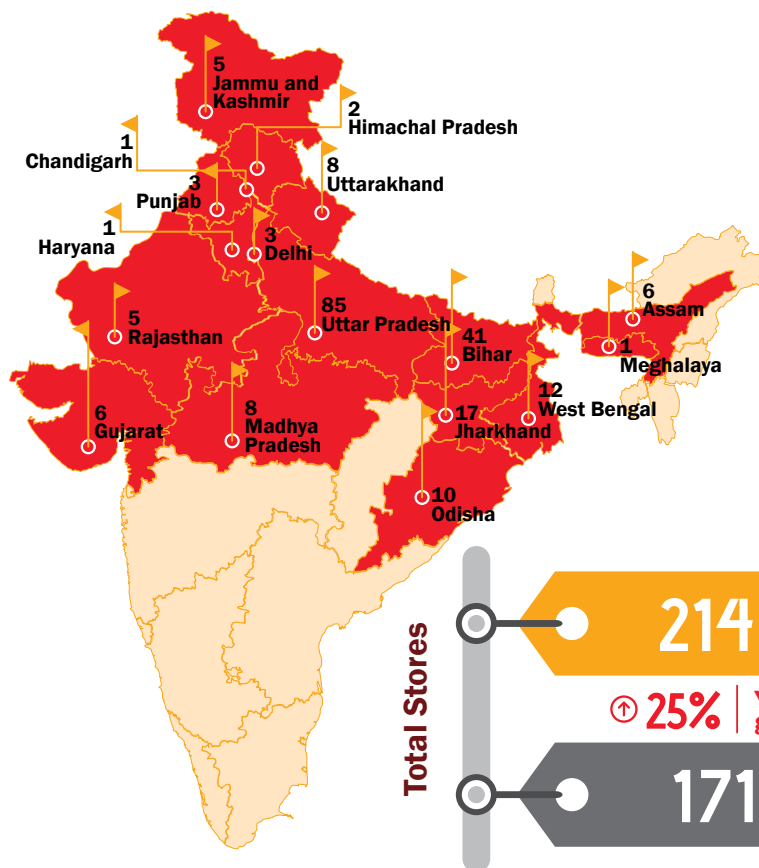 5
Jammu and
Kashmir
2
Himachal Pradesh
1
Chandigarh
8
Uttarakhand
3
Punjab
1
Haryana
3
Delhi
85
Uttar Pradesh
5
Rajasthan
6
Assam
41
Bihar
1
Meghalaya
12
West Bengal
6
Gujarat
8
Madhya
Pradesh
17
Jharkhand
10
Odisha
Total Stores
214
25%
171